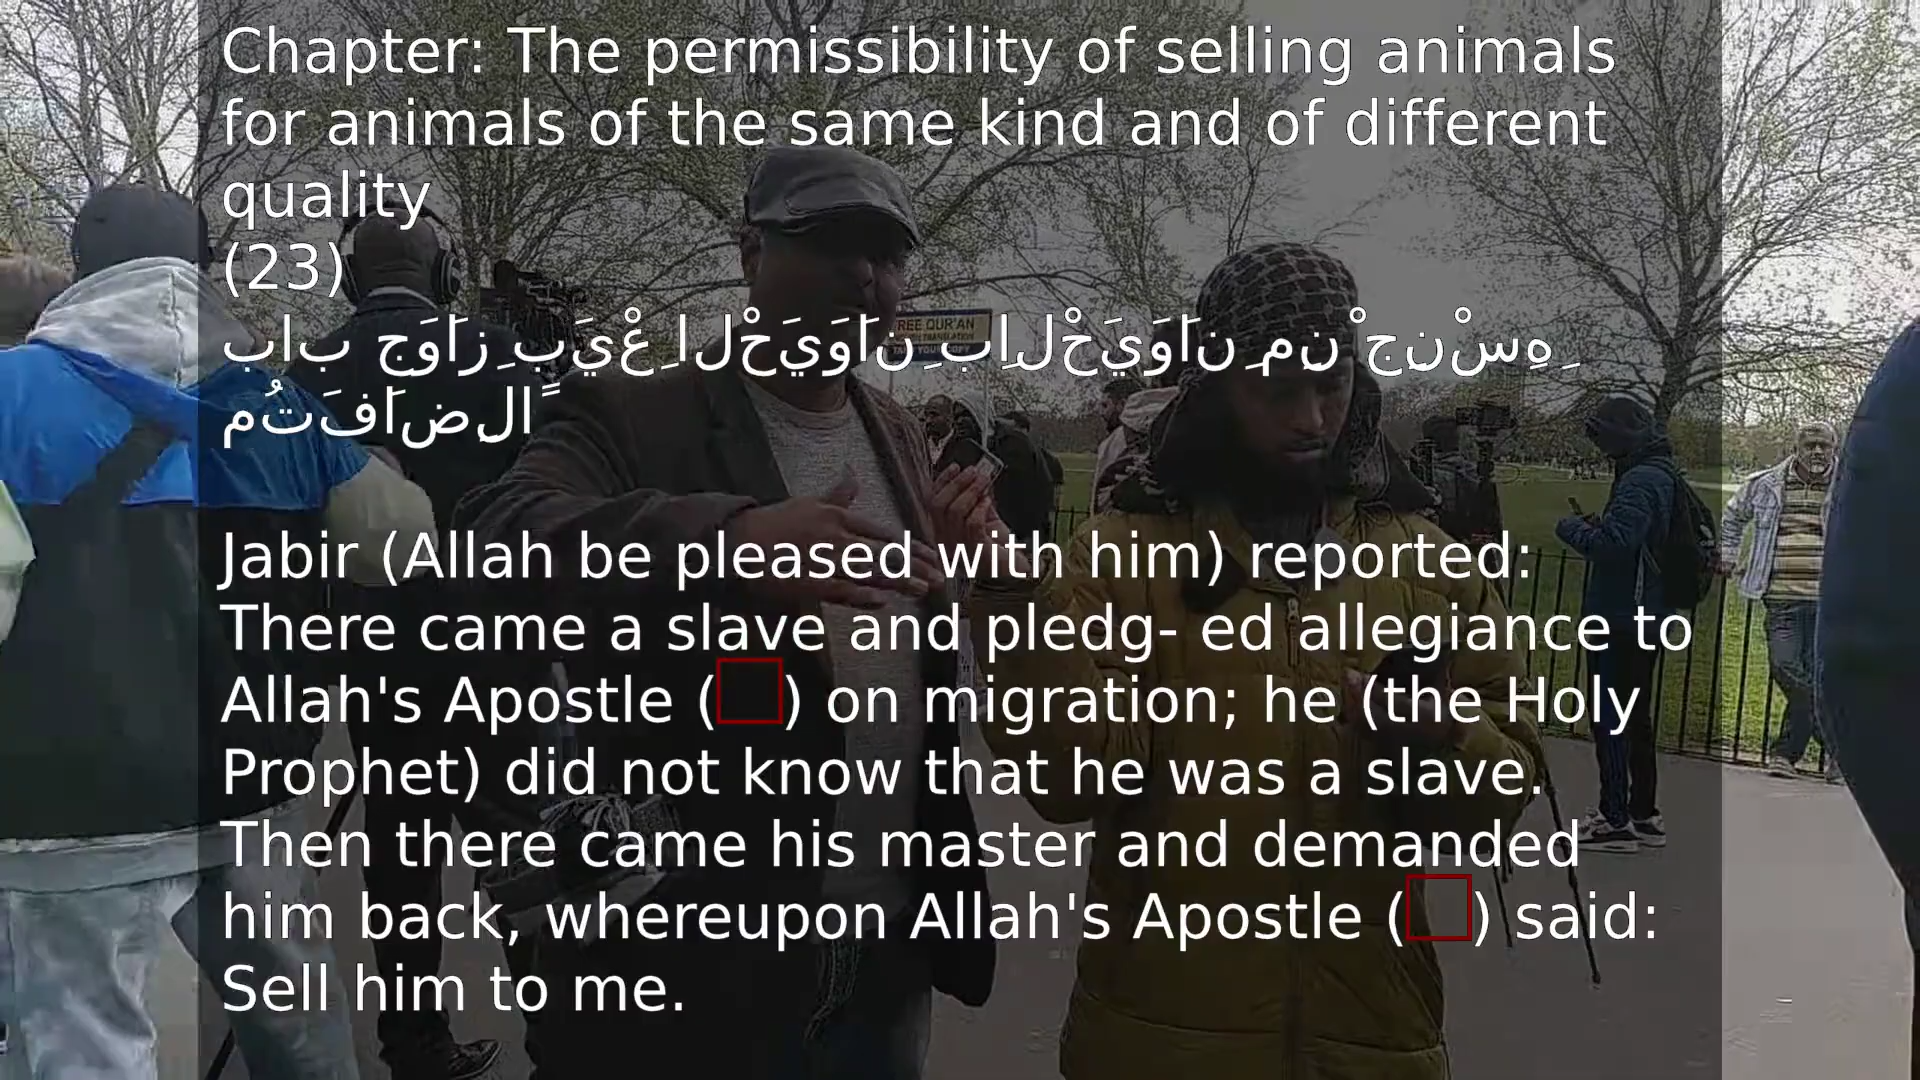 Chapter: The permissibility of selling animals
for animals of the same kind and of different
quality
(23)
باب جَوَازِ بَيْعِ الْحَيَوَانِ بِالْحَيَوَانِ مِنْ جِنْسِهِ
مُتَفَاضِلاً
REE QUR'AN
Jabir (Allah be pleased with him) reported:
There came a slave and pledg- ed allegiance to
Allah's Apostle (□) on migration; he (the Holy
Prophet) did not know that he was a slave.
Then there came his master and demanded
him back, whereupon Allah's Apostle (□) said:
Sell him to me.